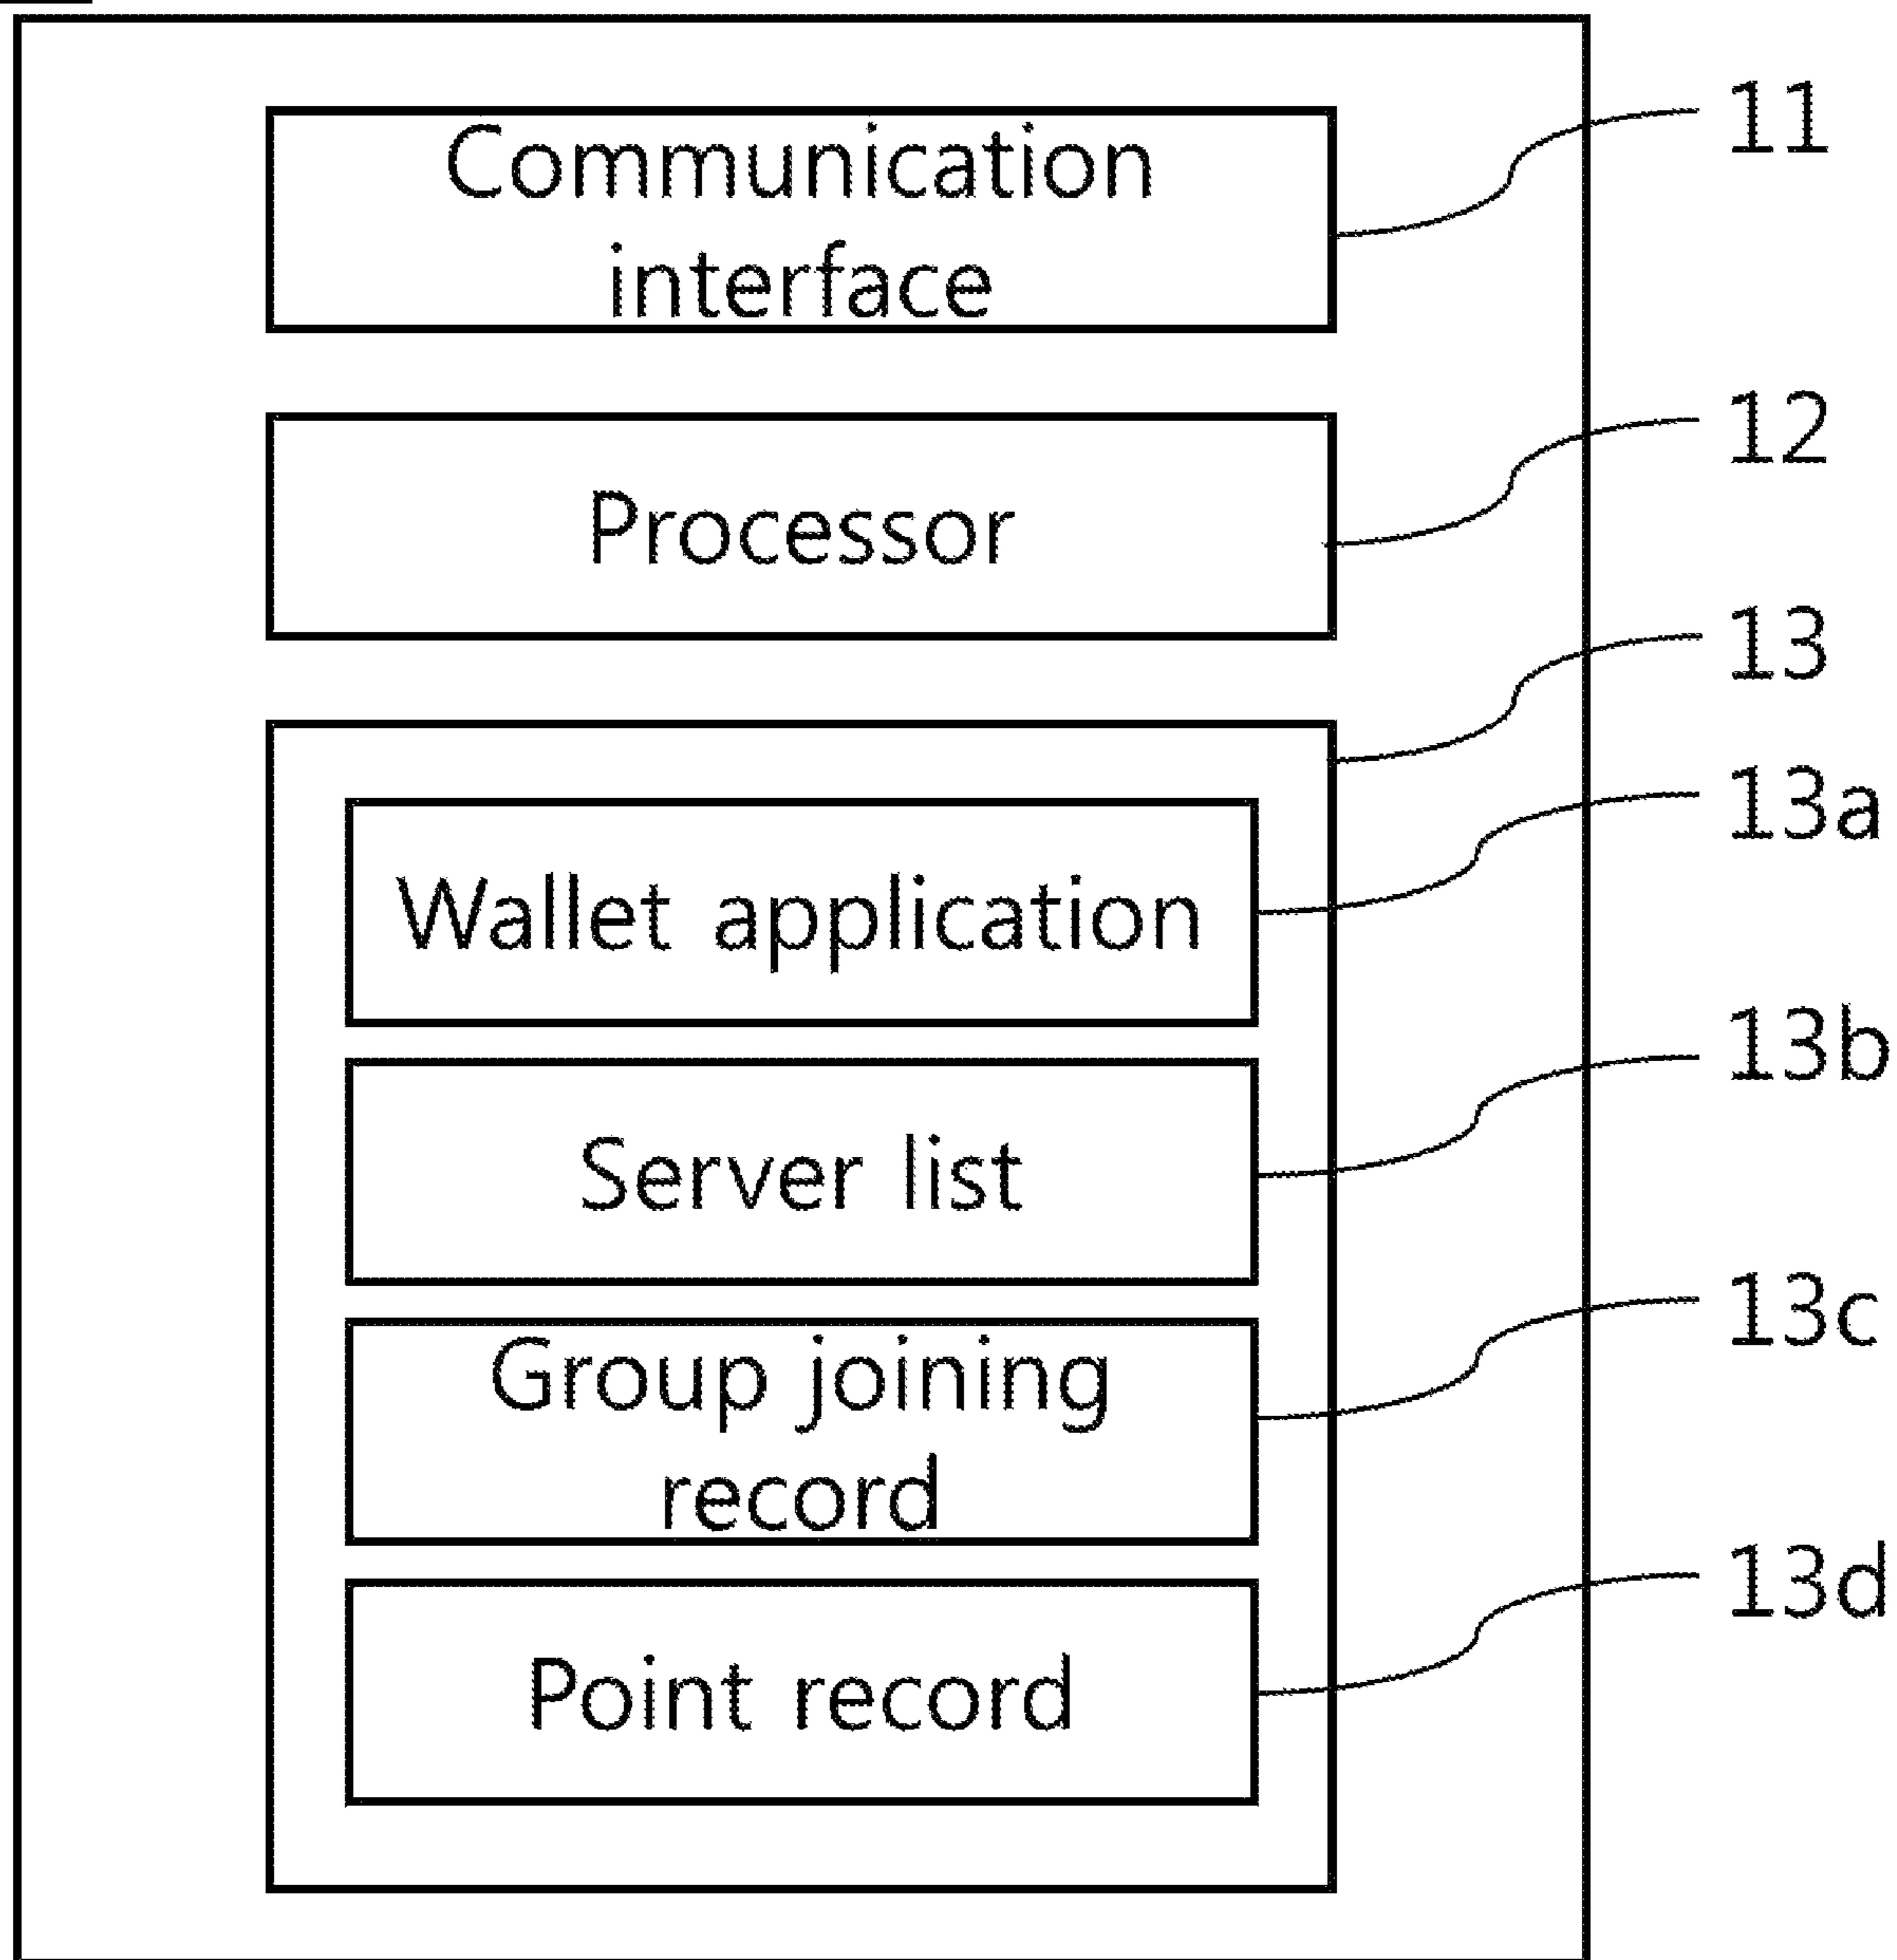 Communication
interface
11
Processor
12
13
Wallet application
13a
Server list
13b
Group joining
record
13c
Point record
13d